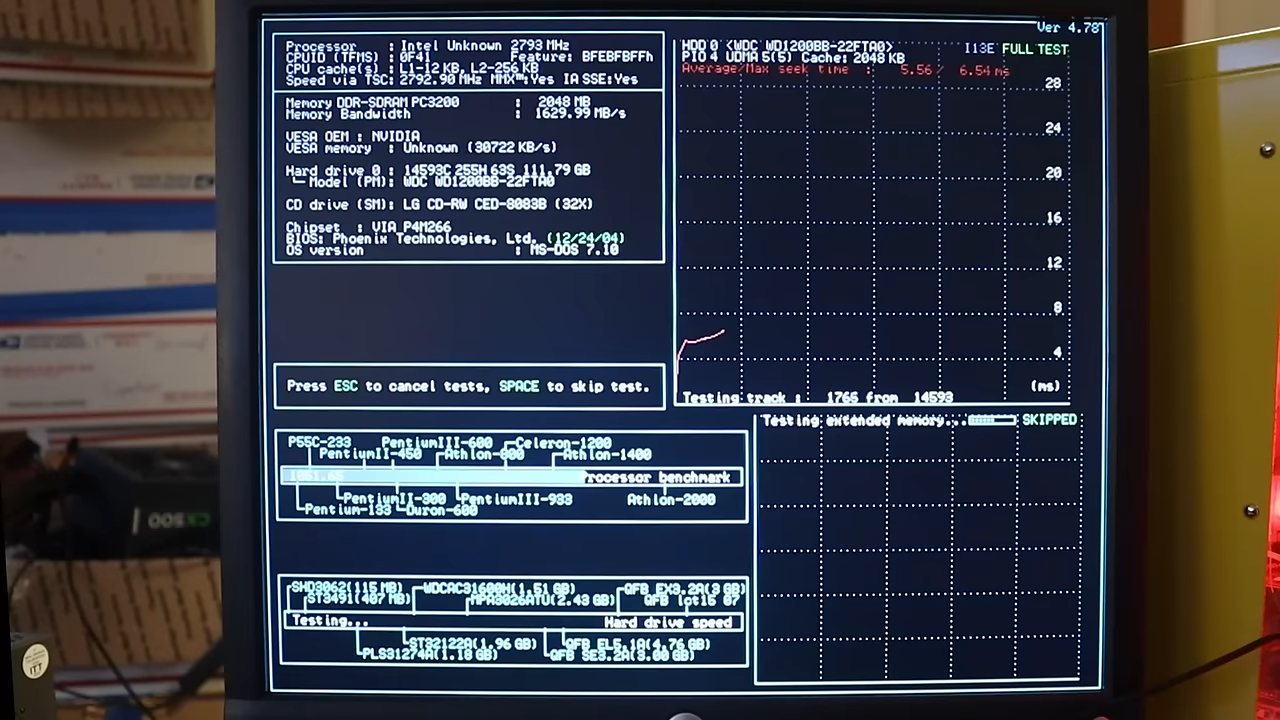 Ver 4.78
Processor : Intel Unknown 2793 MHz
CPUID (TFMS) : 0F41 Feature: BFEBFBFFh
CPU cache(s) : L1-12 KB, L2-256 KB
Speed via TSC: 2792.90 MHz MMX™:Yes IA SSE:Yes
Memory DDR-SDRAM PC3200 : 2048 MB
Memory Bandwidth : 1629.99 MB/s
VESA OEM : NVIDIA
VESA memory : Unknown (30722 KB/s)
Hard drive 0 : 14593C 255H 63S 111.79 GB
Model (PM): WDC WD1200BB-22FTA0
CD drive (SM): LG CD-RW CED-8083B (32X)
Chipset : VIA P4M266
BIOS: Phoenix Technologies, Ltd. (12/24/04)
OS version : MS-DOS 7.10
HDD 0 <WDC WD1200BB-22FTA0> I13E FULL TEST
PIO 4 UDMA 5(5) Cache: 2048 KB
Average/Max seek time : 5.56/ 6.54 ms
28
24
20
16
12
8
4
(ms)
Testing track : 1765 from 14593
Press ESC to cancel tests, SPACE to skip test.
P55C-233 PentiumIII-600 Celeron-1200
PentiumII-450 Athlon-800 Athlon-1400
Processor benchmark
PentiumII-300 PentiumIII-933 Athlon-2000
Pentium-133 Duron-600
Testing extended memory... SKIPPED
SHD3062(115 MB) WDCAC31600H(1.51 GB) QFB EX3.2A(3 GB)
ST3491(407 MB) MPA3026ATU(2.43 GB) QFB lct15 07
Testing... Hard drive speed
ST32122A(1.96 GB) QFB EL5.1A(4.76 GB)
PLS31274A(1.18 GB) QFB SE3.2A(3.00 GB)